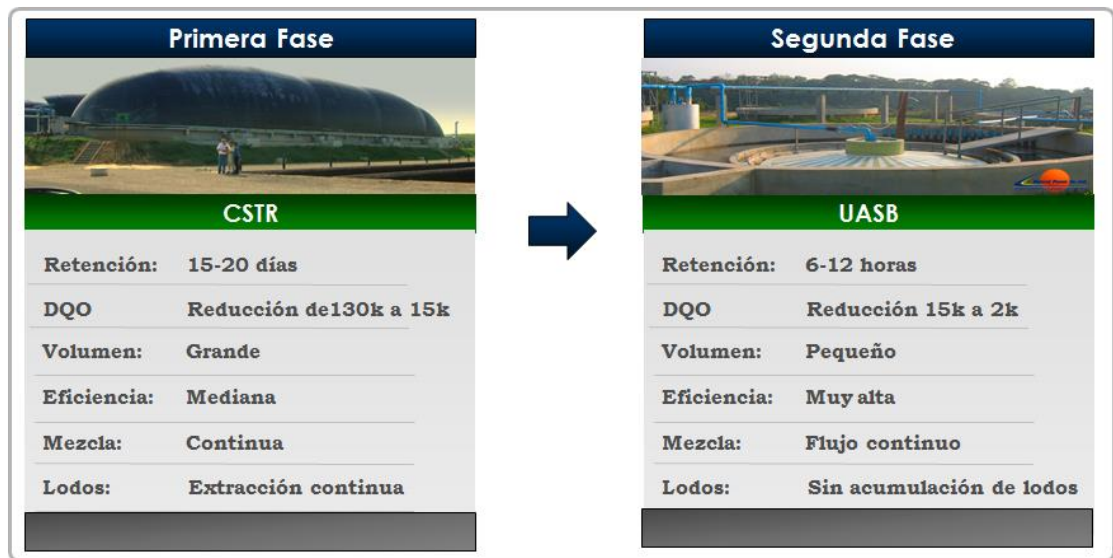 Primera Fase
CSTR
Retención: 15-20 días
DQO Reducción de130k a 15k
Volumen: Grande
Eficiencia: Mediana
Mezcla: Continua
Lodos: Extracción continua
Segunda Fase
UASB
Retención: 6-12 horas
DQO Reducción 15k a 2k
Volumen: Pequeño
Eficiencia: Muy alta
Mezcla: Flujo continuo
Lodos: Sin acumulación de lodos